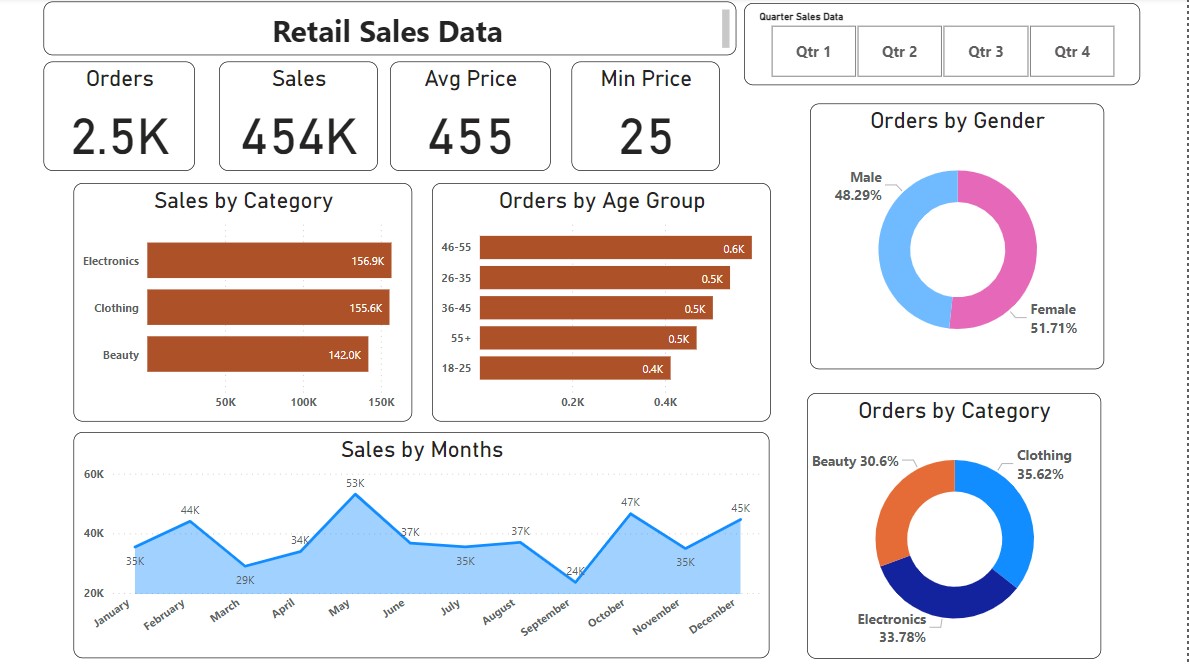 Retail Sales Data
Quarter Sales Data
Qtr 1
Qtr 2
Qtr 3
Qtr 4
Orders
2.5K
Sales
454K
Avg Price
455
Min Price
25
Orders by Gender
Male
48.29%
Female
51.71%
Sales by Category
Electronics
156.9K
Clothing
155.6K
Beauty
142.0K
50K
100K
150K
Orders by Age Group
46-55
0.6K
26-35
0.5K
36-45
0.5K
55+
0.5K
18-25
0.4K
0.2K
0.4K
Sales by Months
60K
40K
20K
35K
44K
29K
34K
53K
37K
35K
37K
24K
47K
35K
45K
January
February
March
April
May
June
July
August
September
October
November
December
Orders by Category
Beauty 30.6%
Clothing
35.62%
Electronics
33.78%